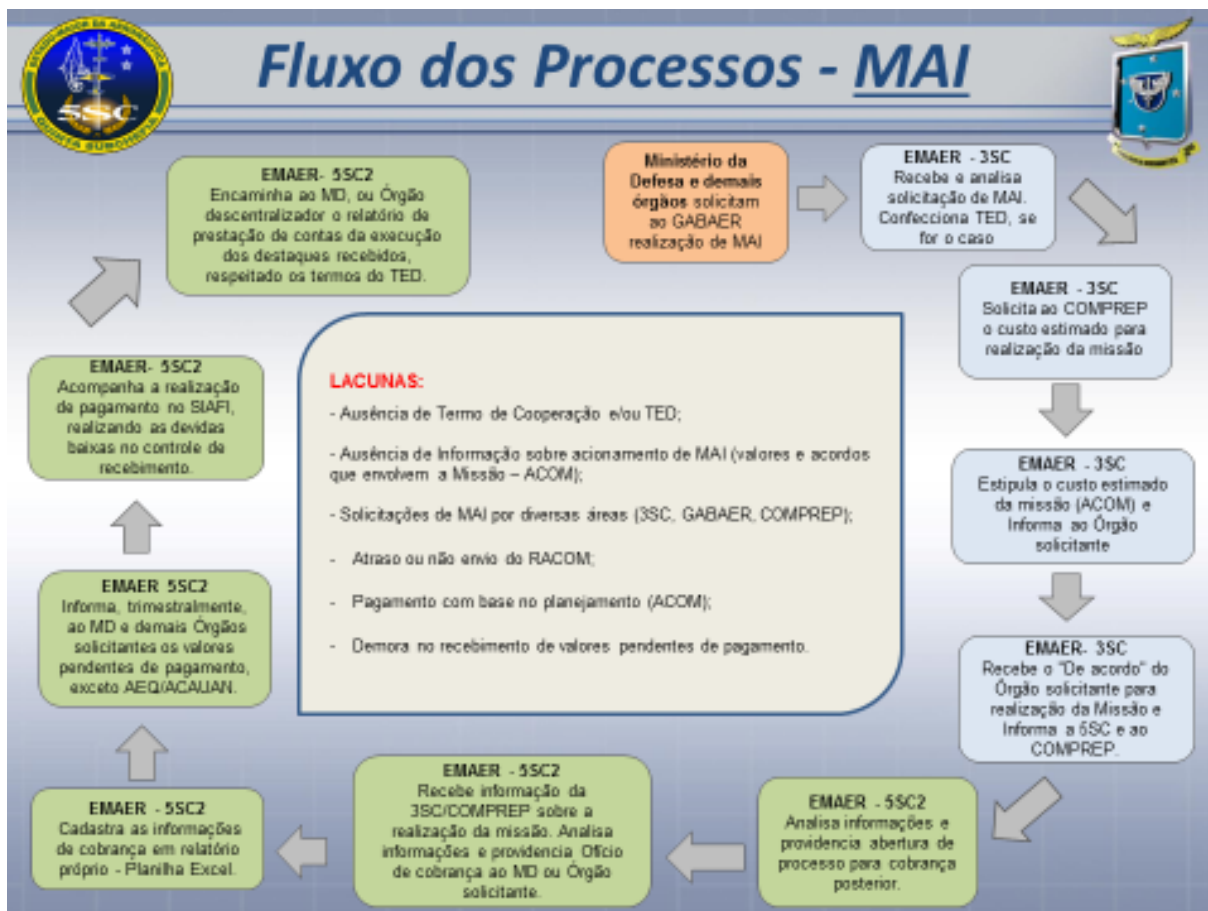 Fluxo dos Processos - MAI
ESTADO-MAIOR DA AERONÁUTICA
5SC
QUINTA SUBCHEFIA
Ministério da
Defesa e demais
órgãos solicitam
ao GABAER
realização de MAI
EMAER - 3SC
Recebe e analisa
solicitação de MAI.
Confecciona TED, se
for o caso
EMAER - 3SC
Solicita ao COMPREP
o custo estimado para
realização da missão
EMAER - 3SC
Estipula o custo estimado
da missão (ACOM) e
Informa ao Órgão
solicitante
EMAER- 3SC
Recebe o "De acordo" do
Órgão solicitante para
realização da Missão e
Informa a 5SC e ao
COMPREP.
EMAER - 5SC2
Analisa informações e
providencia abertura de
processo para cobrança
posterior.
EMAER - 5SC2
Recebe informação da
3SC/COMPREP sobre a
realização da missão. Analisa
informações e providencia Ofício
de cobrança ao MD ou Órgão
solicitante.
EMAER - 5SC2
Cadastra as informações
de cobrança em relatório
próprio - Planilha Excel.
EMAER 5SC2
Informa, trimestralmente,
ao MD e demais Órgãos
solicitantes os valores
pendentes de pagamento,
exceto AEQ/ACAUAN.
EMAER- 5SC2
Acompanha a realização
de pagamento no SIAFI,
realizando as devidas
baixas no controle de
recebimento.
EMAER- 5SC2
Encaminha ao MD, ou Órgão
descentralizador o relatório de
prestação de contas da execução
dos destaques recebidos,
respeitado os termos do TED.
LACUNAS:
- Ausência de Termo de Cooperação e/ou TED;
- Ausência de Informação sobre acionamento de MAI (valores e acordos
que envolvem a Missão – ACOM);
- Solicitações de MAI por diversas áreas (3SC, GABAER, COMPREP);
- Atraso ou não envio do RACOM;
- Pagamento com base no planejamento (ACOM);
- Demora no recebimento de valores pendentes de pagamento.